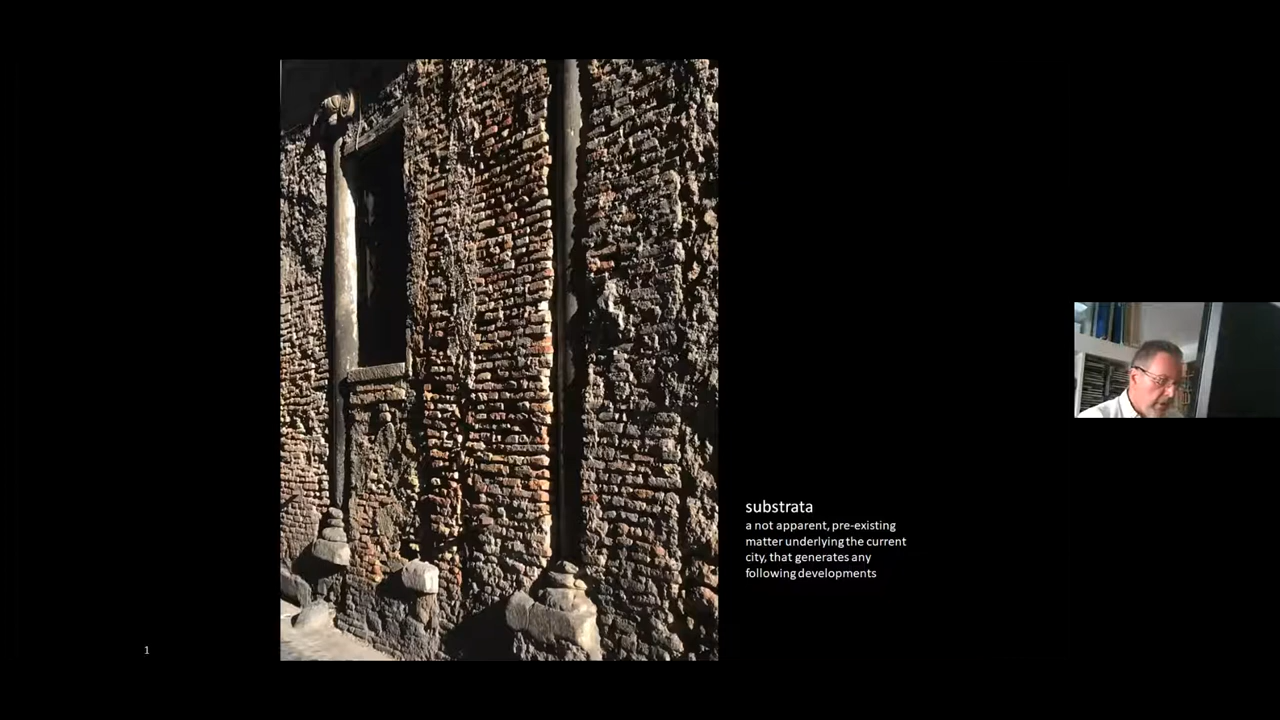 substrata
a not apparent, pre-existing
matter underlying the current
city, that generates any
following developments
1